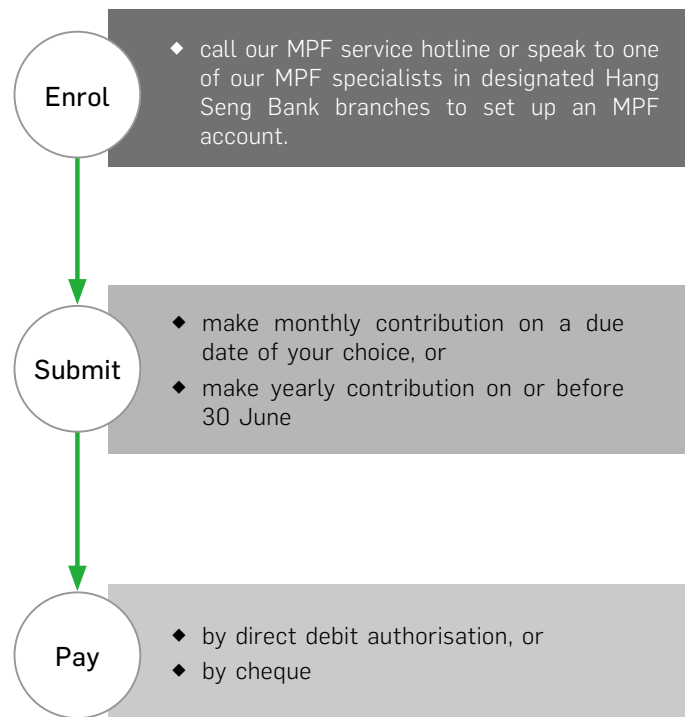 Enrol
◆ call our MPF service hotline or speak to one
of our MPF specialists in designated Hang
Seng Bank branches to set up an MPF
account.
Submit
◆ make monthly contribution on a due
date of your choice, or
◆ make yearly contribution on or before
30 June
Pay
◆ by direct debit authorisation, or
◆ by cheque